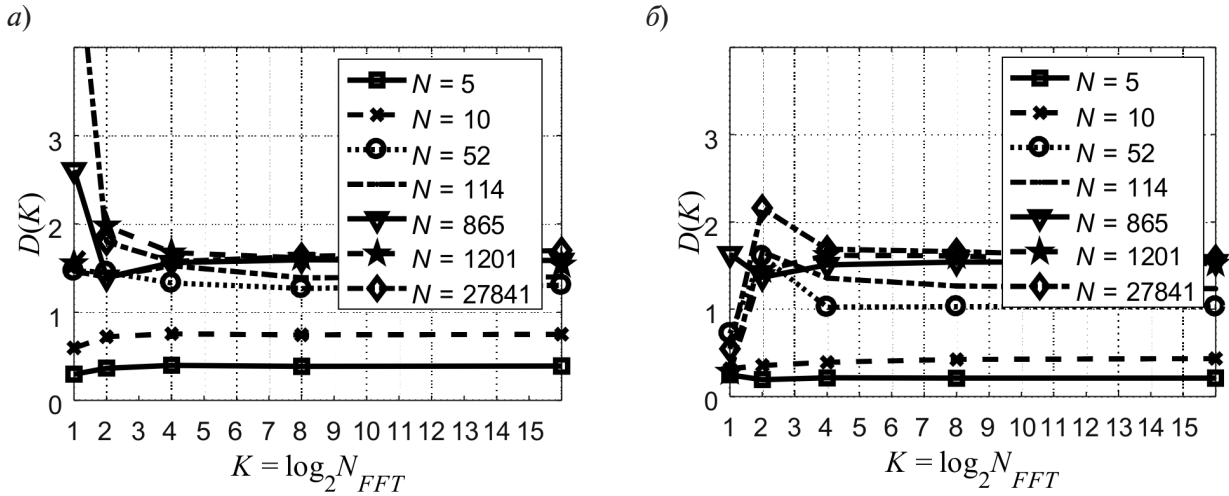 а)
3
2
1
0
D(K)
N = 5
N = 10
N = 52
N = 114
N = 865
N = 1201
N = 27841
1 2 4 5 6 7 8 9 10 11 12 13 14 15
K = log2NFFT
б)
3
2
1
0
D(K)
N = 5
N = 10
N = 52
N = 114
N = 865
N = 1201
N = 27841
1 2 3 4 5 6 7 8 9 10 11 12 13 14 15
K = log2NFFT